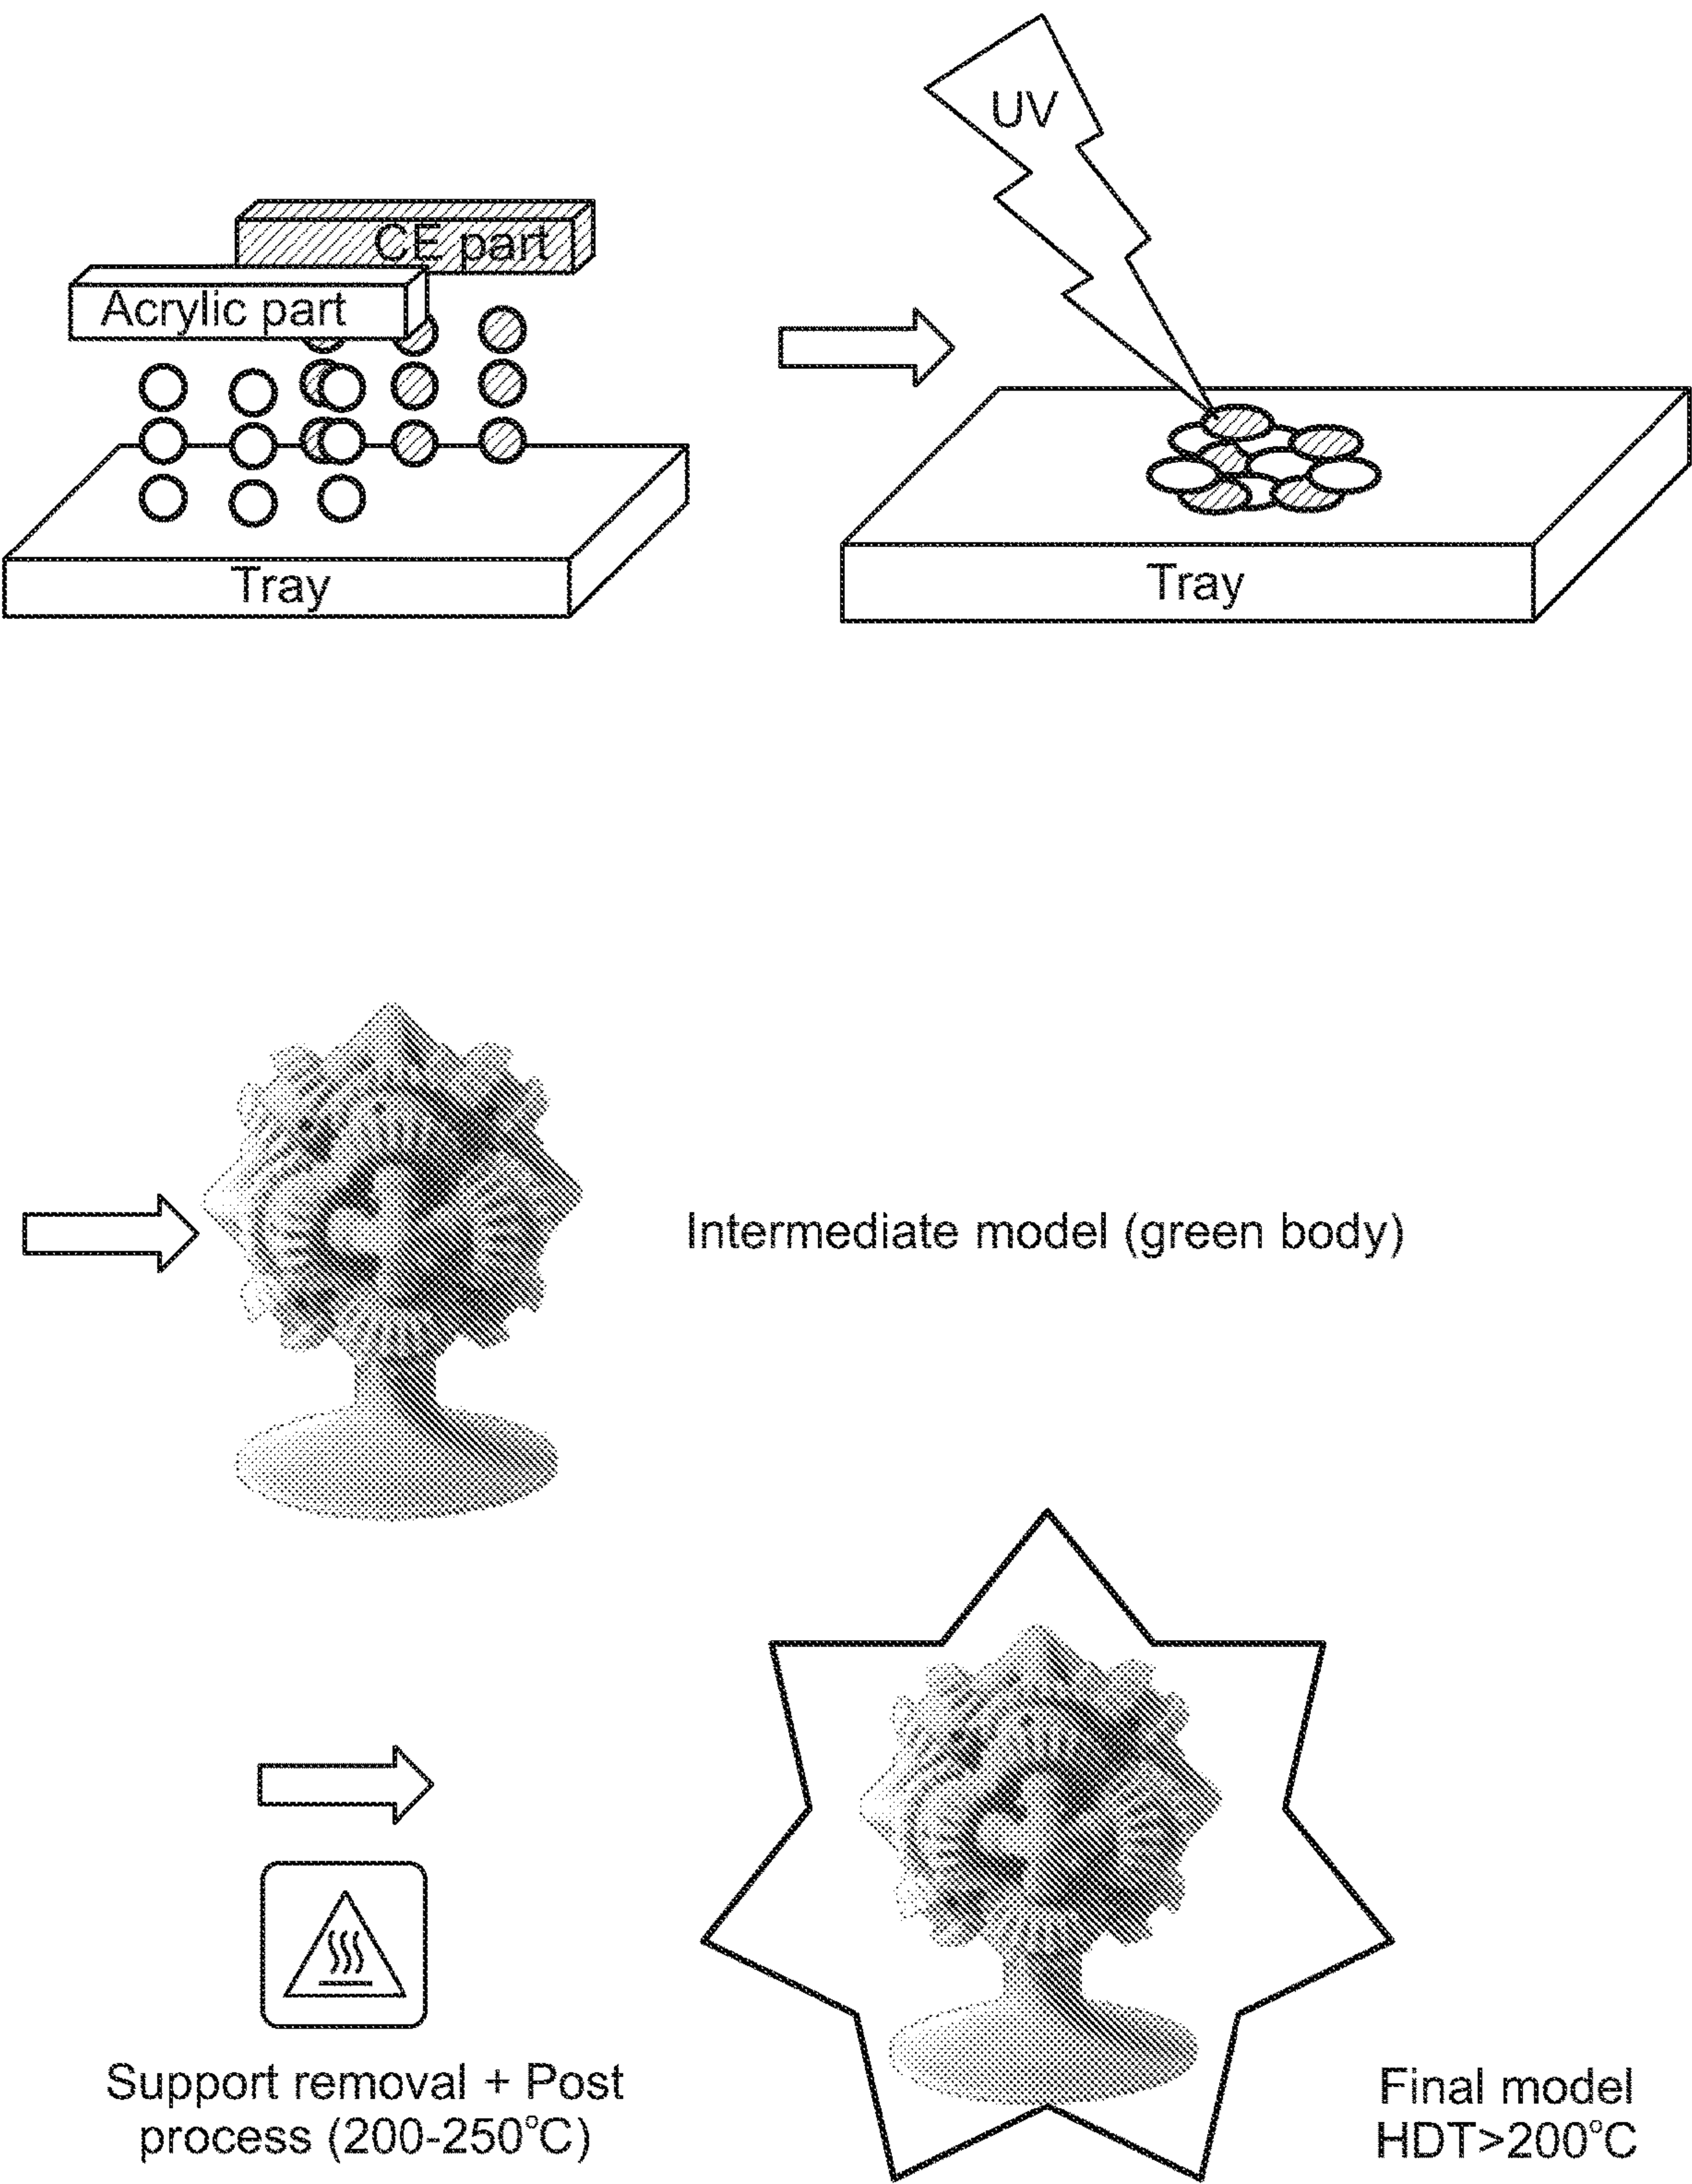 UV
CE part
Acrylic part
Tray
Tray
Intermediate model (green body)
Support removal + Post
process (200-250°C)
Final model
HDT>200°C